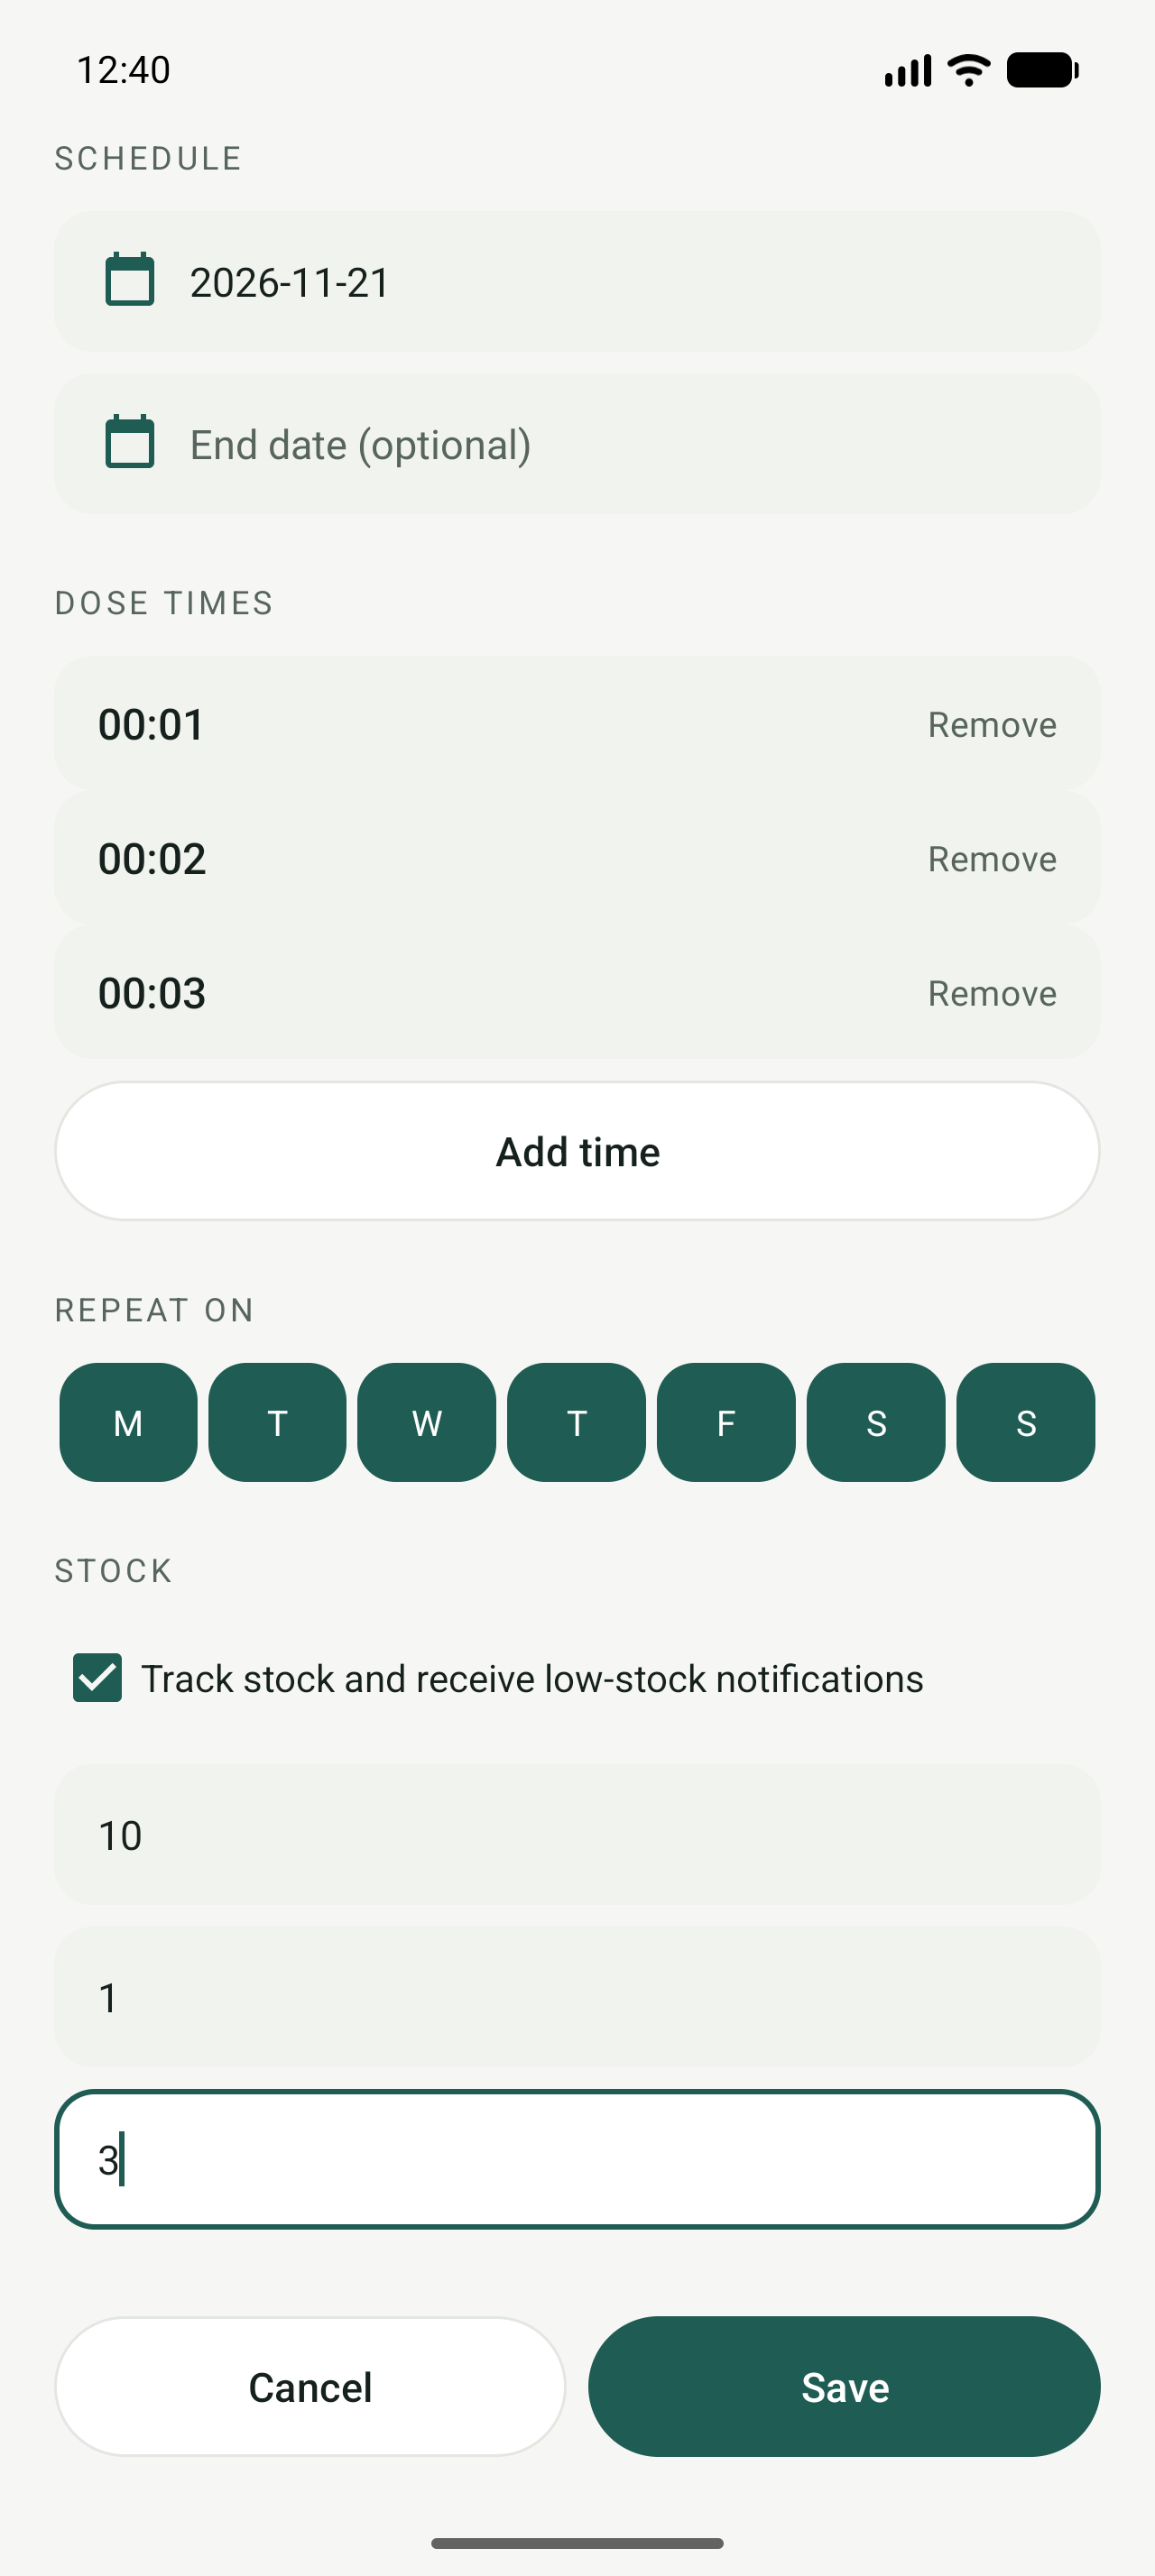 12:40
SCHEDULE
2026-11-21
End date (optional)
DOSE TIMES
00:01 Remove
00:02 Remove
00:03 Remove
Add time
REPEAT ON
M T W T F S S
STOCK
Track stock and receive low-stock notifications
10
1
3
Cancel Save